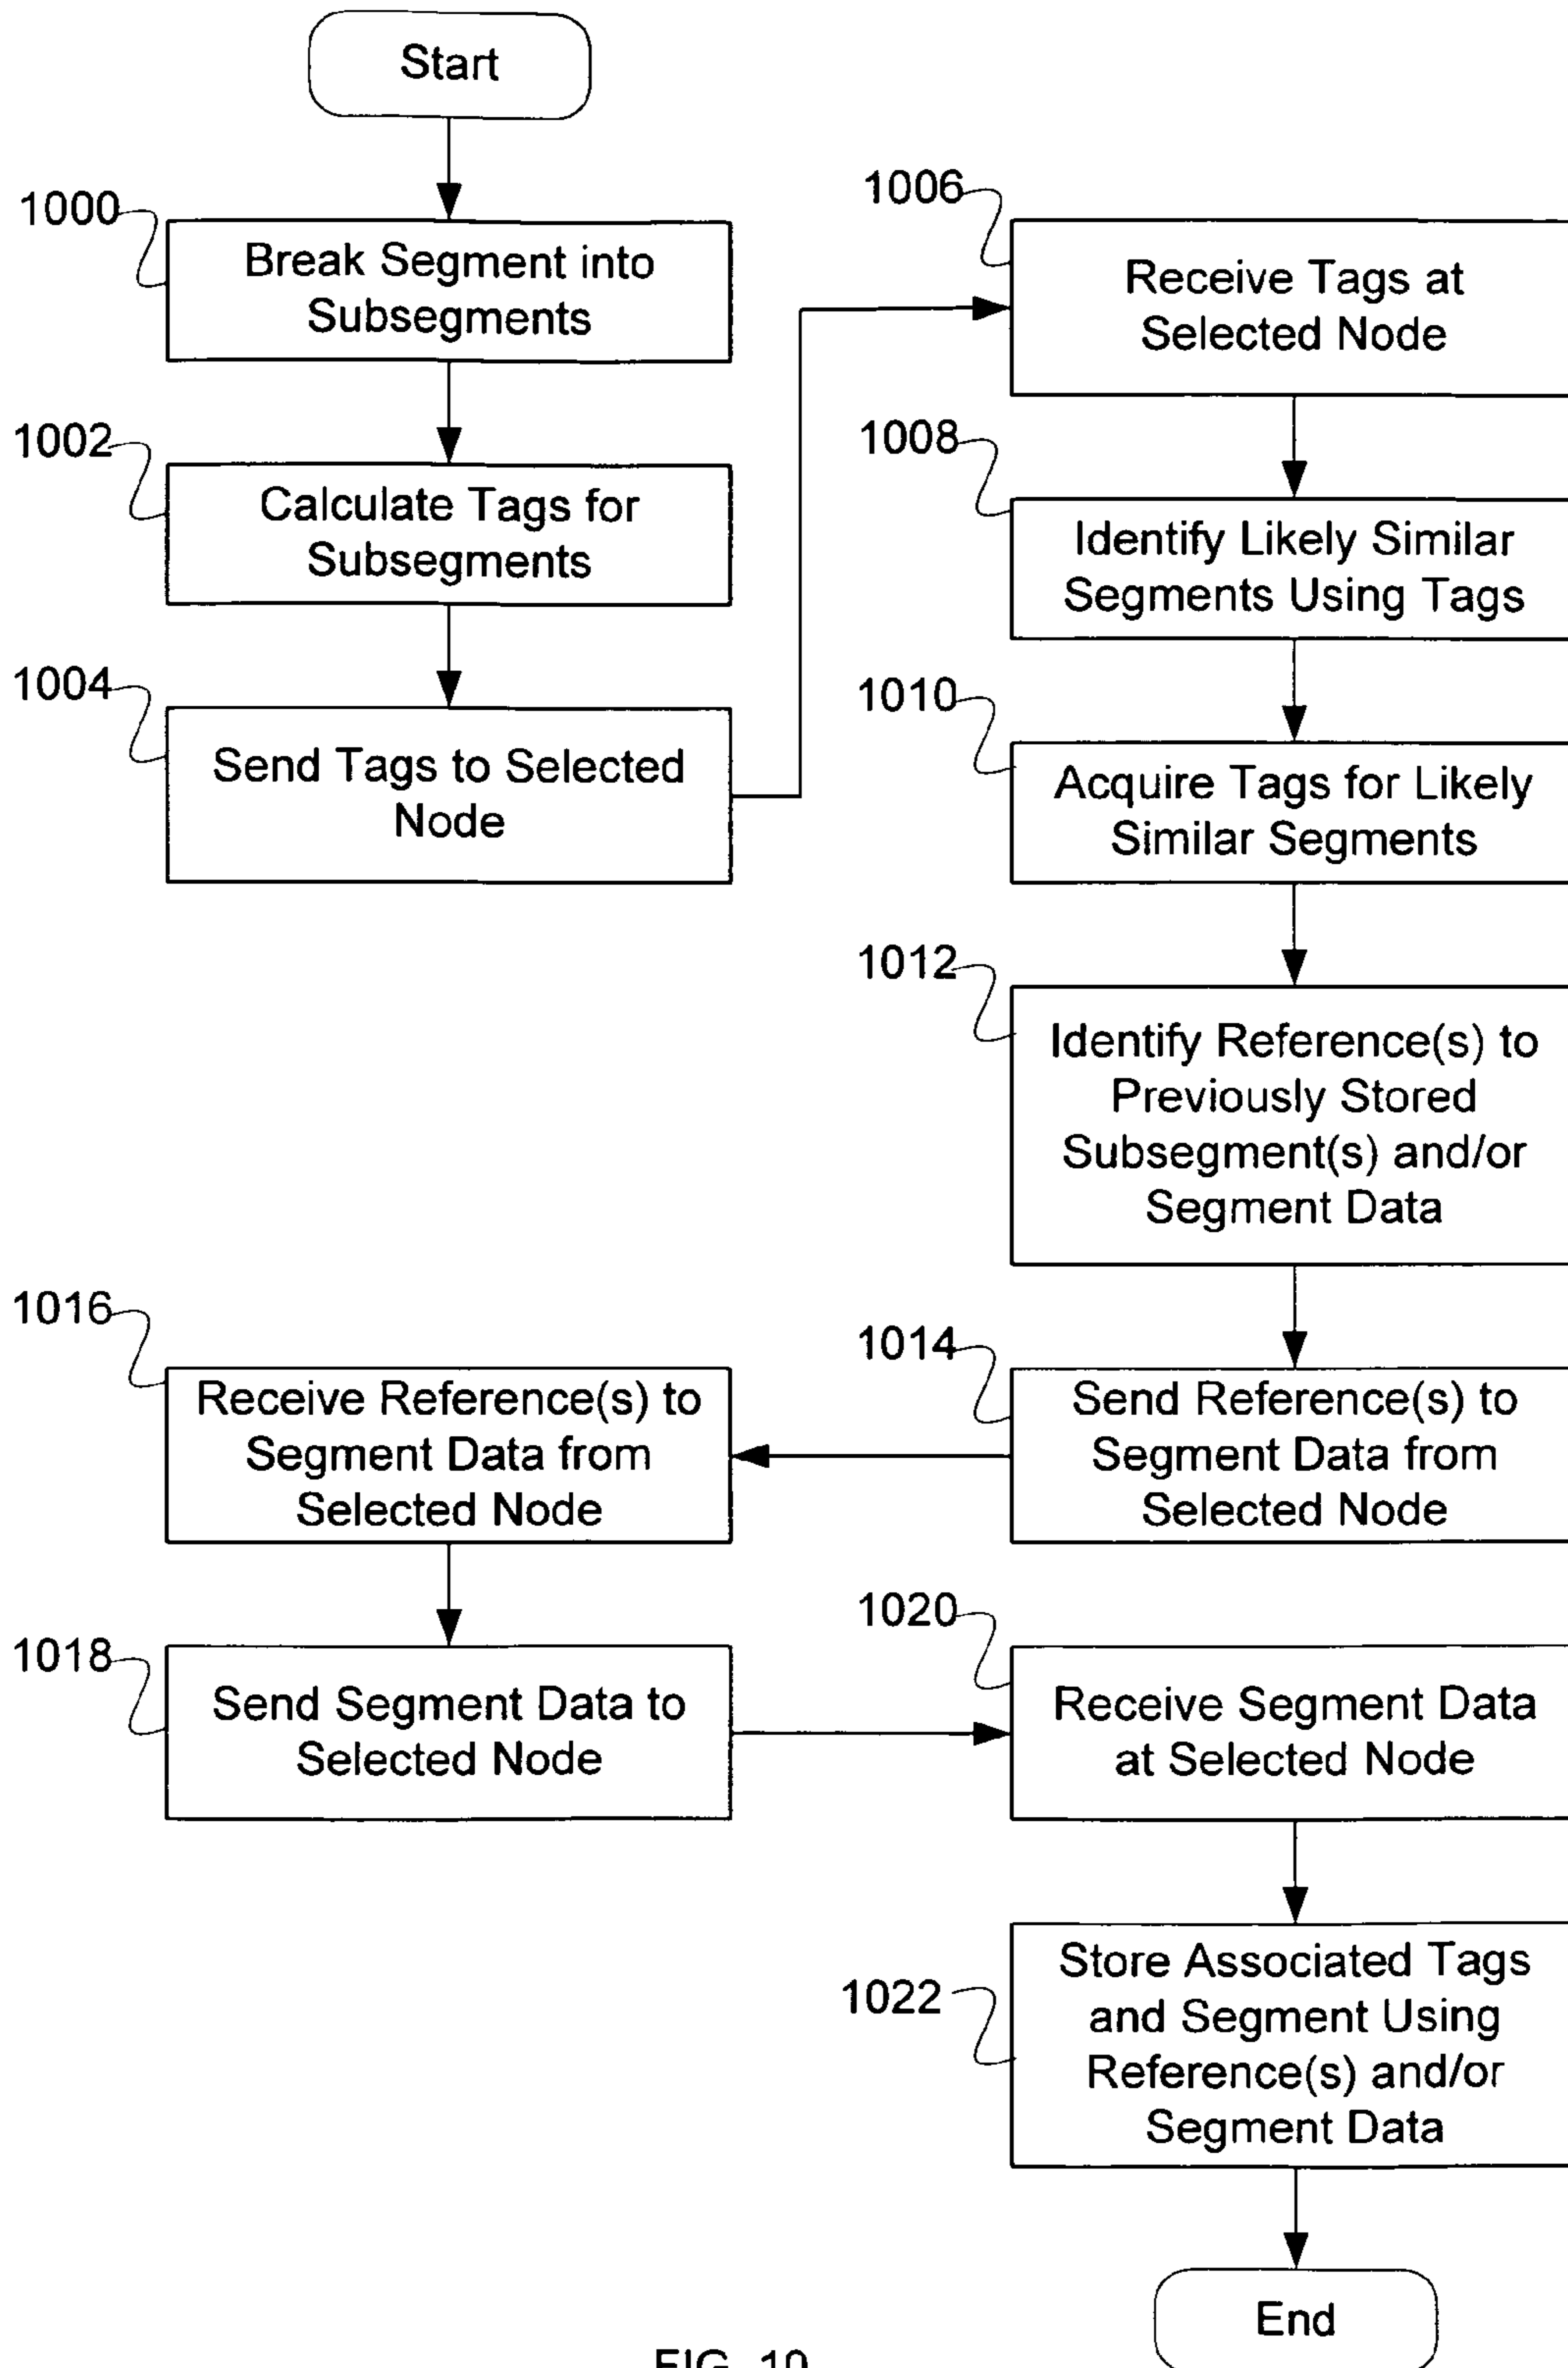 Start
1000
Break Segment into
Subsegments
1002
Calculate Tags for
Subsegments
1004
Send Tags to Selected
Node
1006
Receive Tags at
Selected Node
1008
Identify Likely Similar
Segments Using Tags
1010
Acquire Tags for Likely
Similar Segments
1012
Identify Reference(s) to
Previously Stored
Subsegment(s) and/or
Segment Data
1014
Send Reference(s) to
Segment Data from
Selected Node
1016
Receive Reference(s) to
Segment Data from
Selected Node
1018
Send Segment Data to
Selected Node
1020
Receive Segment Data
at Selected Node
1022
Store Associated Tags
and Segment Using
Reference(s) and/or
Segment Data
End
FIG. 10